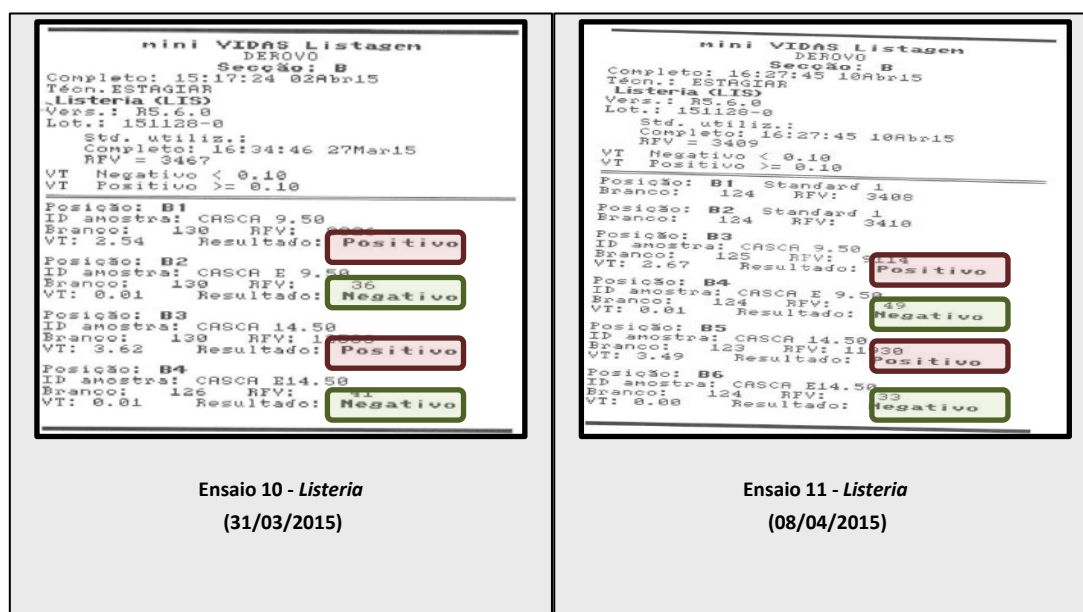 mini VIDAS Listagem
DEROVO
Secção: B
Completo: 15:17:24 02Abr15
Técn.ESTAGIAR
Listeria (LIS)
Vers.: R5.6.0
Lot.: 151128-0
Std. utiliz.:
Completo: 16:34:46 27Mar15
RFV = 3467
VT Negativo < 0.10
VT Positivo >= 0.10
Posição: B1
ID amostra: CASCA 9.50
Branco: 130 RFV:
VT: 2.54 Resultado: Positivo
Posição: B2
ID amostra: CASCA E 9.50
Branco: 130 RFV: 36
VT: 0.01 Resultado: Negativo
Posição: B3
ID amostra: CASCA 14.50
Branco: 130 RFV:
VT: 3.62 Resultado: Positivo
Posição: B4
ID amostra: CASCA E14.50
Branco: 126 RFV: 41
VT: 0.01 Resultado: Negativo
Ensaio 10 - Listeria
(31/03/2015)
mini VIDAS Listagem
DEROVO
Secção: B
Completo: 16:27:45 10Abr15
Técn.: ESTAGIAR
Listeria (LIS)
Vers.: R5.6.0
Lot.: 151128-0
Std. utiliz.:
Completo: 16:27:45 10Abr15
RFV = 3409
VT Negativo < 0.10
VT Positivo >= 0.10
Posição: B1 Standard 1
Branco: 124 RFV: 3408
Posição: B2 Standard 1
Branco: 124 RFV: 3410
Posição: B3
ID amostra: CASCA 9.50
Branco: 125 RFV: 9114
VT: 2.67 Resultado: Positivo
Posição: B4
ID amostra: CASCA E 9.50
Branco: 124 RFV: 49
VT: 0.01 Resultado: Negativo
Posição: B5
ID amostra: CASCA 14.50
Branco: 123 RFV: 11930
VT: 3.49 Resultado: Positivo
Posição: B6
ID amostra: CASCA E14.50
Branco: 124 RFV: 33
VT: 0.00 Resultado: Negativo
Ensaio 11 - Listeria
(08/04/2015)